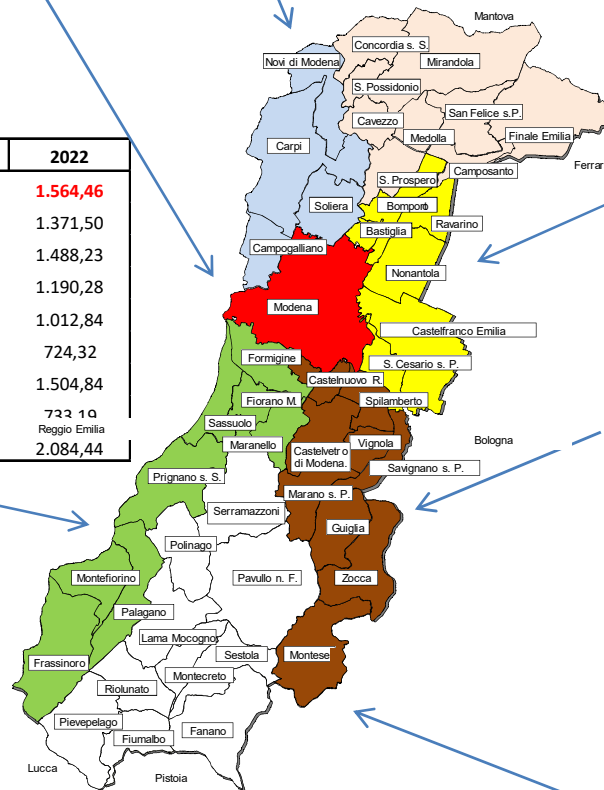 Mantova
Concordia s. S.
Novi di Modena
Mirandola
S. Possidonio
Cavezzo
San Felice s.P.
Medolla
Finale Emilia
Carpi
2022
Camposanto
Ferrar
S. Prospero
1.564,46
Soliera
Bomporto
Ravarino
1.371,50
Bastiglia
Campogalliano
1.488,23
Nonantola
1.190,28
Modena
1.012,84
Castelfranco Emilia
724,32
Formigine
S. Cesario s. P.
1.504,84
Castelnuovo R.
Fiorano M.
Spilamberto
733,19
Reggio Emilia
Sassuolo
2.084,44
Maranello
Vignola
Bologna
Castelvetro
di Modena.
Savignano s. P.
Prignano s. S.
Marano s. P.
Serramazzoni
Guiglia
Polinago
Montefiorino
Pavullo n. F.
Zocca
Palagano
Lama Mocogno
Sestola
Montese
Frassinoro
Montecreto
Riolunato
Pievepelago
Fanano
Fiumalbo
Lucca
Pistoia